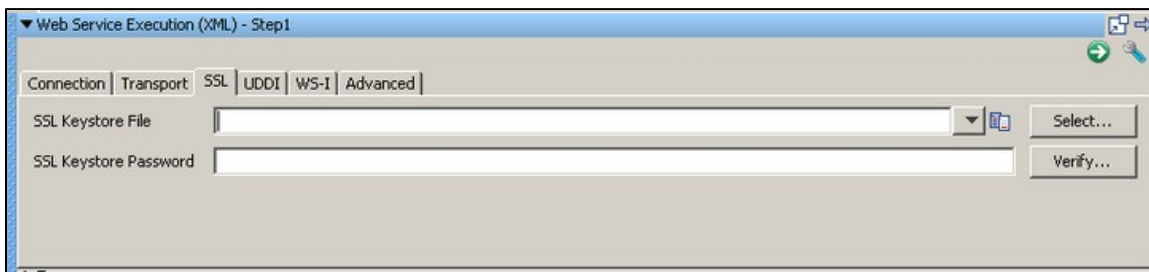 Web Service Execution (XML) - Step1
Connection Transport SSL UDDI WS-I Advanced
SSL Keystore File Select...
SSL Keystore Password Verify...